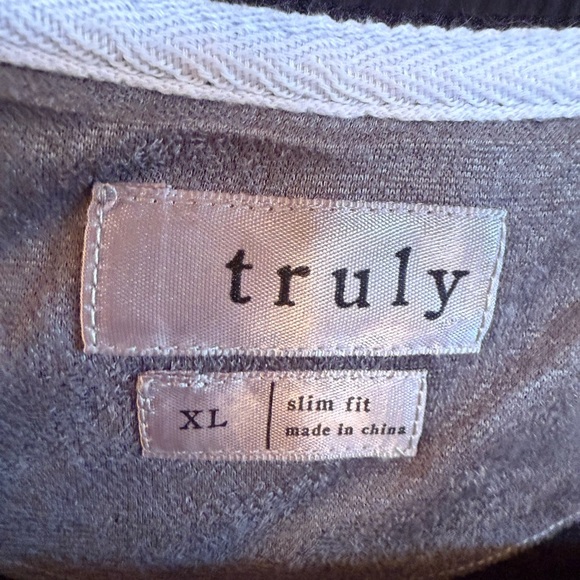 truly
XL
slim fit
made in china